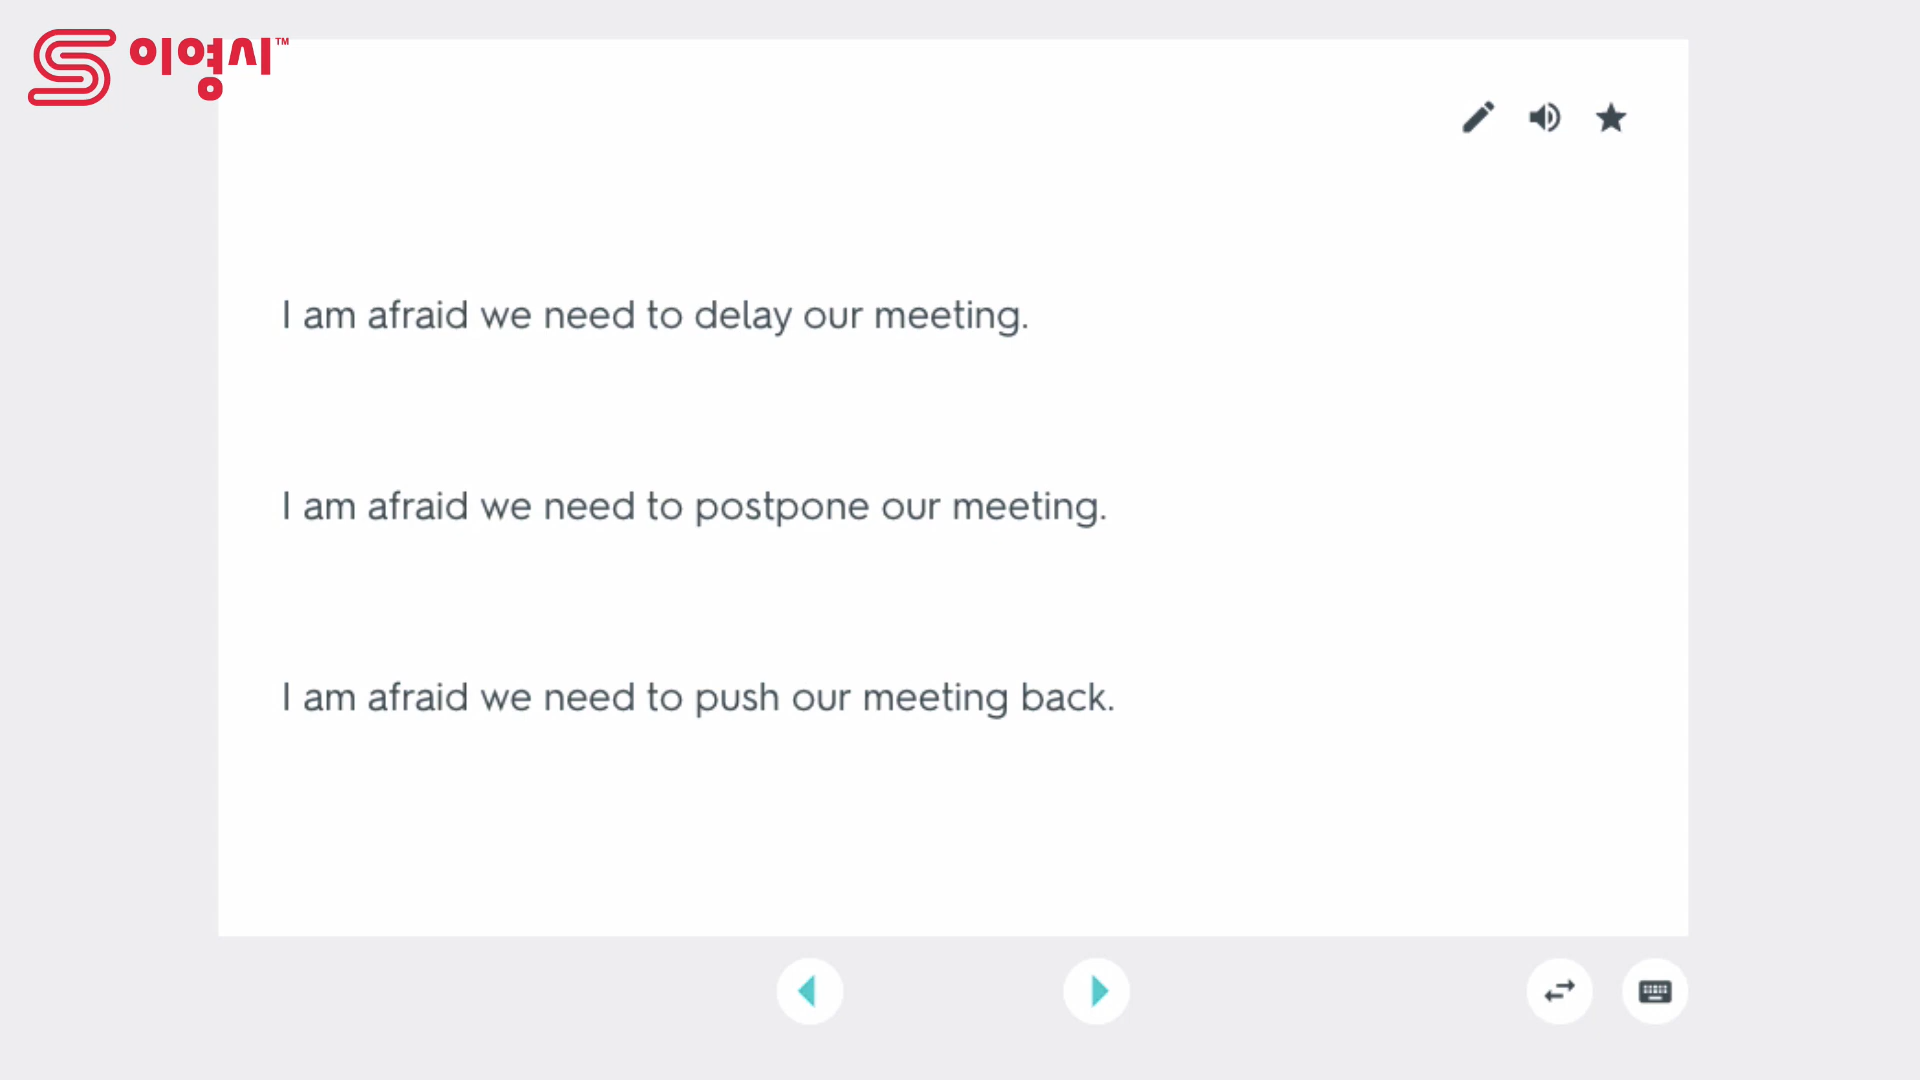 이영시™
I am afraid we need to delay our meeting.
I am afraid we need to postpone our meeting.
I am afraid we need to push our meeting back.